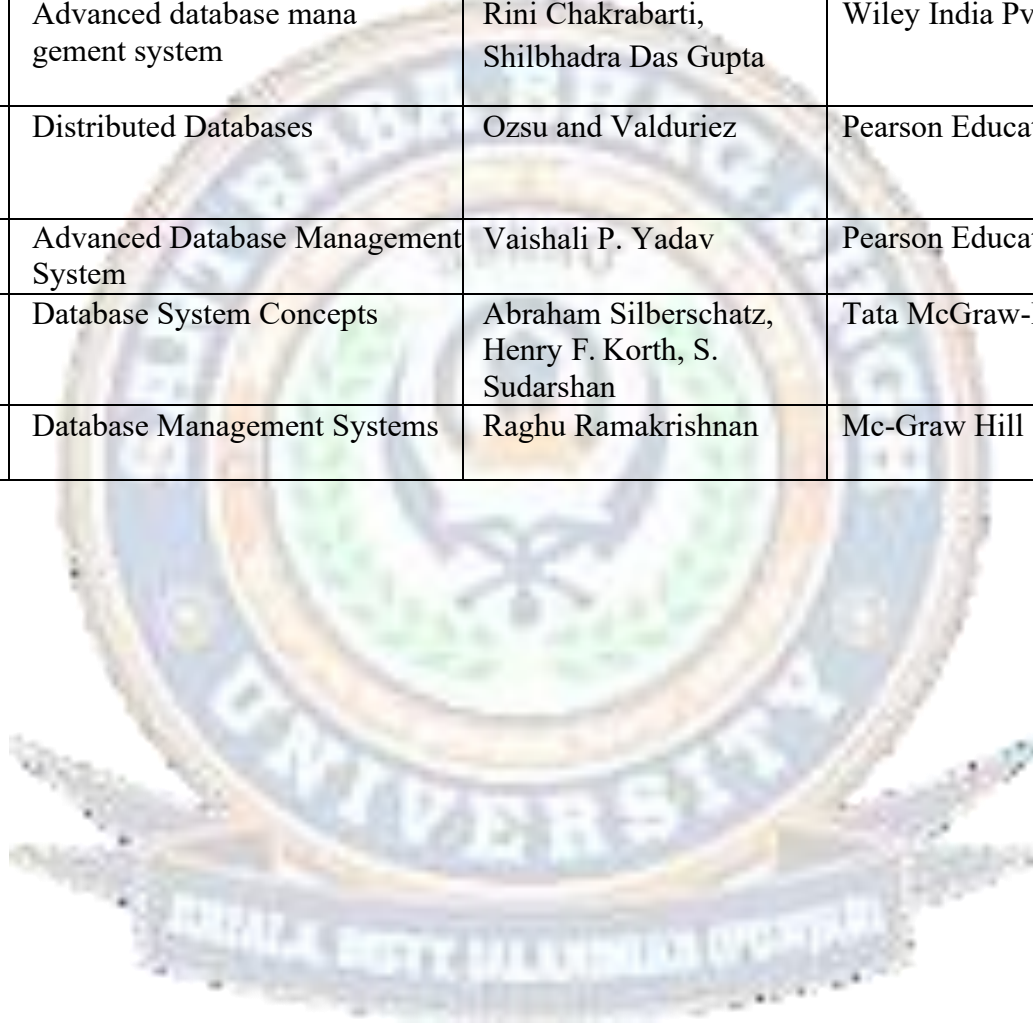 Advanced database mana
gement system
Rini Chakrabarti,
Shilbhadra Das Gupta
Wiley India Pv
Distributed Databases
Ozsu and Valduriez
Pearson Educa
Advanced Database Management
System
Vaishali P. Yadav
Pearson Educa
Database System Concepts
Abraham Silberschatz,
Henry F. Korth, S.
Sudarshan
Tata McGraw-
Database Management Systems
Raghu Ramakrishnan
Mc-Graw Hill
UNIVERSITY